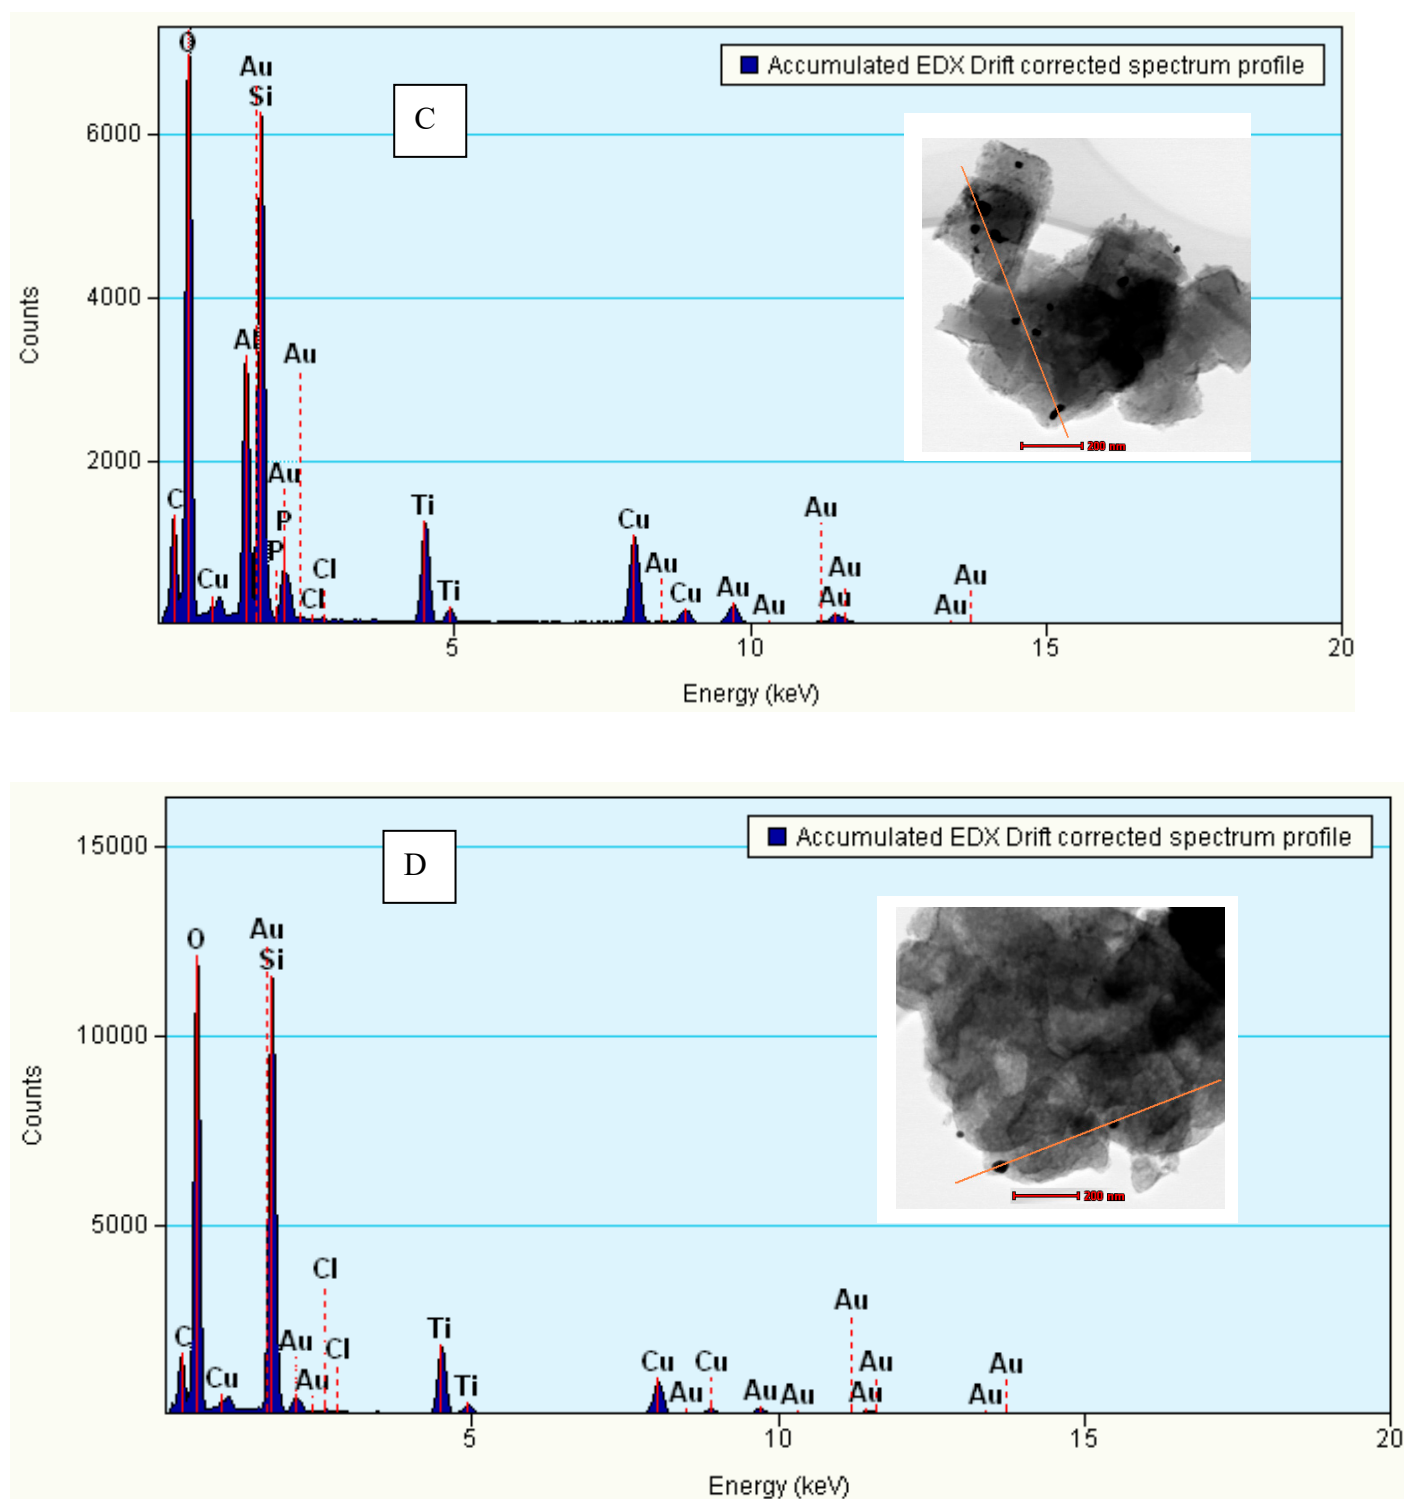 O
Au
Si
C
Accumulated EDX Drift corrected spectrum profile
6000
4000
2000
Counts
Al
Au
C
Au
P
P
Cu
Cl
Cl
Ti
Ti
Cu
Au
Cu
Au
Au
Au
Au
Au
Au
Au
200 nm
5
10
15
20
Energy (keV)
D
Accumulated EDX Drift corrected spectrum profile
15000
10000
5000
Counts
O
Au
Si
C
Cu
Cl
Au
Cl
Au
Ti
Ti
Cu
Cu
Au
Au
Au
Au
Au
Au
Au
Au
200 nm
5
10
15
20
Energy (keV)